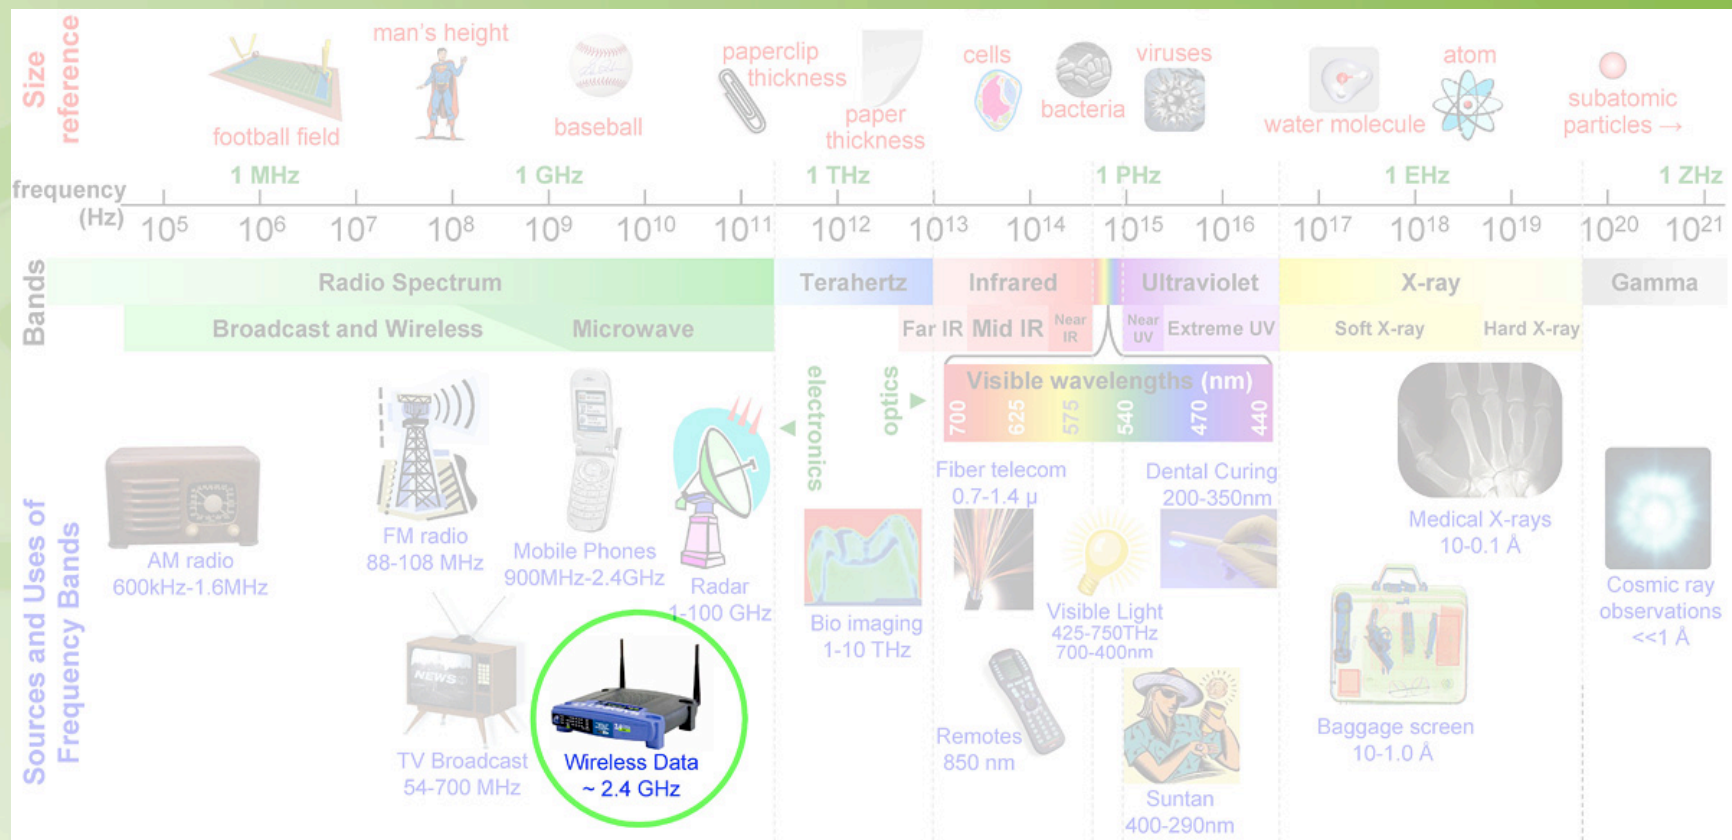 Size
reference
football field
man's height
baseball
paperclip
thickness
paper
thickness
cells
bacteria
viruses
water molecule
atom
subatomic
particles →
frequency
(Hz)
1 MHz
1 GHz
1 THz
1 PHz
1 EHz
1 ZHz
10⁵
10⁶
10⁷
10⁸
10⁹
10¹⁰
10¹¹
10¹²
10¹³
10¹⁴
10¹⁵
10¹⁶
10¹⁷
10¹⁸
10¹⁹
10²⁰
10²¹
Bands
Radio Spectrum
Terahertz
Infrared
Ultraviolet
X-ray
Gamma
Broadcast and Wireless
Microwave
Far IR
Mid IR
Near
IR
Near
UV
Extreme UV
Soft X-ray
Hard X-ray
electronics
optics
Visible wavelengths (nm)
700
625
575
540
470
440
Sources and Uses of
Frequency Bands
AM radio
600kHz-1.6MHz
FM radio
88-108 MHz
Mobile Phones
900MHz-2.4GHz
Radar
1-100 GHz
TV Broadcast
54-700 MHz
NEWS
Wireless Data
~ 2.4 GHz
Bio imaging
1-10 THz
Fiber telecom
0.7-1.4 μ
Dental Curing
200-350nm
Visible Light
425-750THz
700-400nm
Remotes
850 nm
Suntan
400-290nm
Medical X-rays
10-0.1 Å
Baggage screen
10-1.0 Å
Cosmic ray
observations
<<1 Å